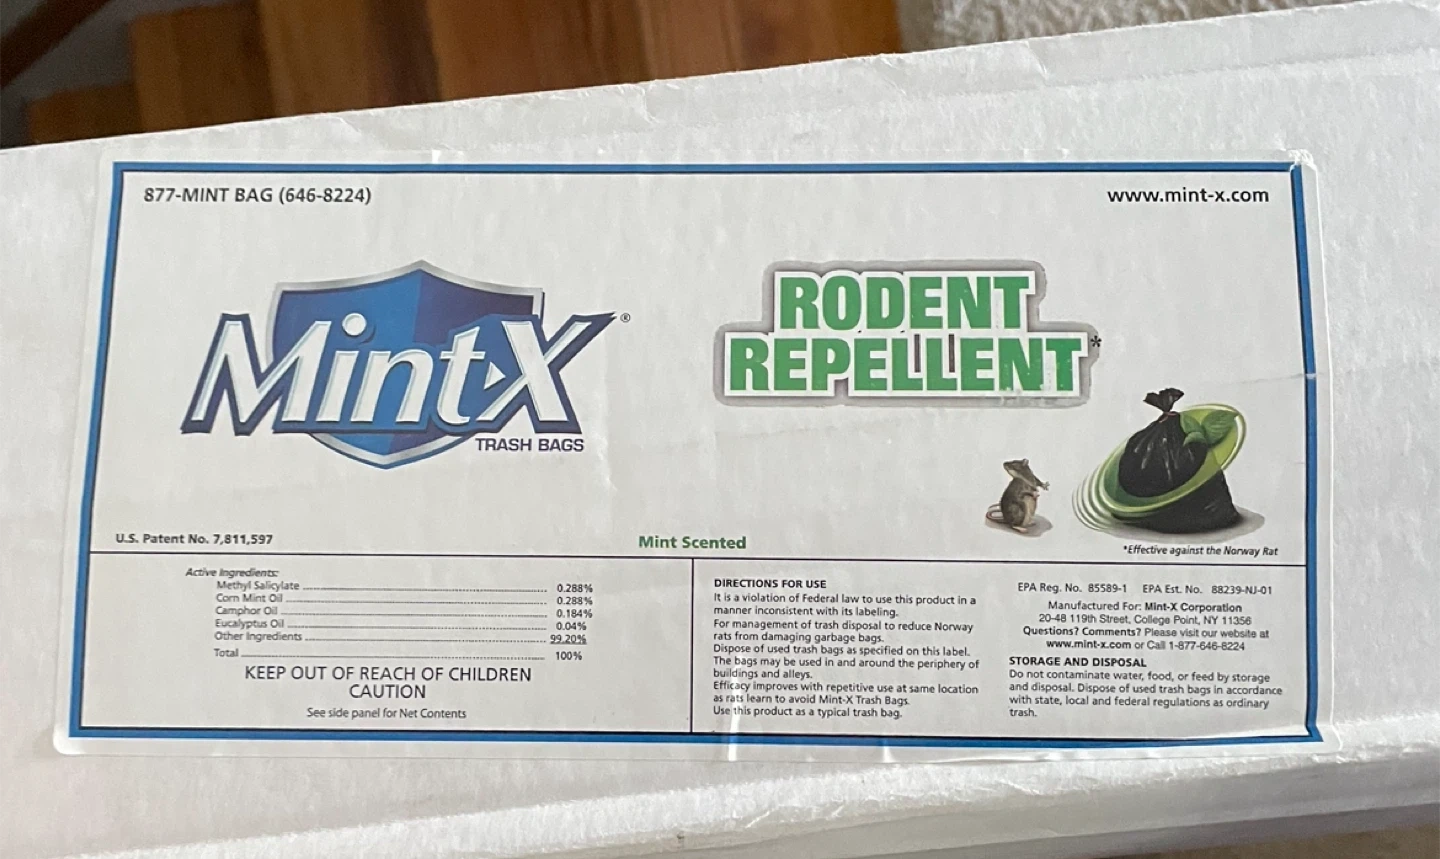 877-MINT BAG (646-8224)
www.mint-x.com
MintX®
TRASH BAGS
RODENT
REPELLENT*
U.S. Patent No. 7,811,597
Mint Scented
*Effective against the Norway Rat
Active Ingredients:
Methyl Salicylate ........ 0.288%
Corn Mint Oil ........ 0.288%
Camphor Oil ........ 0.184%
Eucalyptus Oil ........ 0.04%
Other Ingredients ........ 99.20%
Total ........ 100%
KEEP OUT OF REACH OF CHILDREN
CAUTION
See side panel for Net Contents
DIRECTIONS FOR USE
It is a violation of Federal law to use this product in a
manner inconsistent with its labeling.
For management of trash disposal to reduce Norway
rats from damaging garbage bags.
Dispose of used trash bags as specified on this label.
The bags may be used in and around the periphery of
buildings and alleys.
Efficacy improves with repetitive use at same location
as rats learn to avoid Mint-X Trash Bags.
Use this product as a typical trash bag.
EPA Reg. No. 85589-1 EPA Est. No. 88239-NJ-01
Manufactured For: Mint-X Corporation
20-48 119th Street, College Point, NY 11356
Questions? Comments? Please visit our website at
www.mint-x.com or Call 1-877-646-8224
STORAGE AND DISPOSAL
Do not contaminate water, food, or feed by storage
and disposal. Dispose of used trash bags in accordance
with state, local and federal regulations as ordinary
trash.